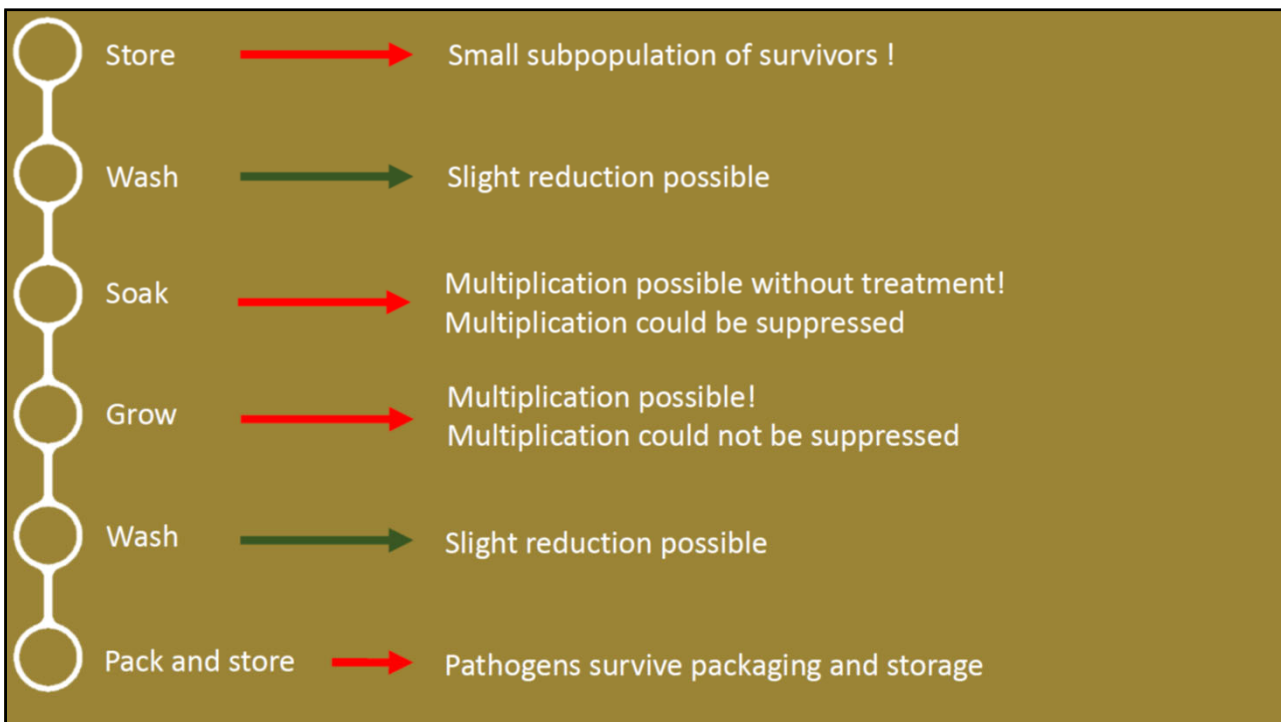 Store
Small subpopulation of survivors !
Wash
Slight reduction possible
Soak
Multiplication possible without treatment!
Multiplication could be suppressed
Grow
Multiplication possible!
Multiplication could not be suppressed
Wash
Slight reduction possible
Pack and store
Pathogens survive packaging and storage